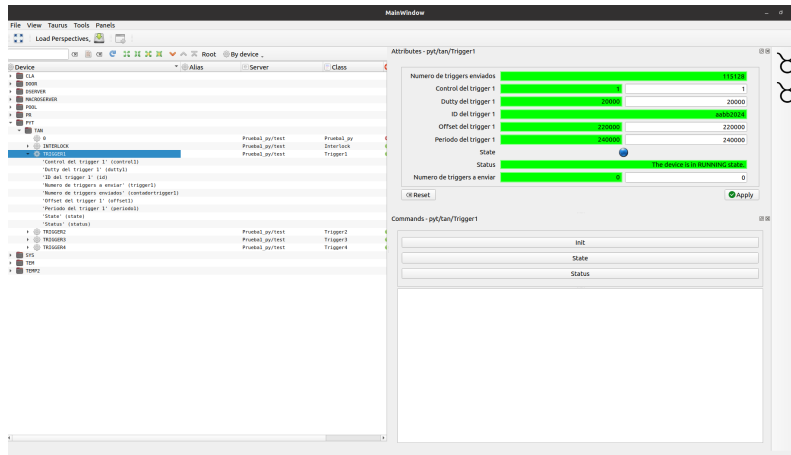 MainWindow
File View Taurus Tools Panels
Load Perspectives,
Root By device
Device Alias Server Class
CLA
DOOR
DSERVER
MACROSERVER
POOL
PR
PYT
TAN
0 Prueba1_py/test Prueba1_py
INTERLOCK Prueba1_py/test Interlock
TRIGGER1 Prueba1_py/test Trigger1
'Control del trigger 1' (control1)
'Dutty del trigger 1' (dutty1)
'ID del trigger 1' (id)
'Numero de triggers a enviar' (trigger1)
'Numero de triggers enviados' (contadortrigger1)
'Offset del trigger 1' (offset1)
'Periodo del trigger 1' (periodo1)
'State' (state)
'Status' (status)
TRIGGER2 Prueba1_py/test Trigger2
TRIGGER3 Prueba1_py/test Trigger3
TRIGGER4 Prueba1_py/test Trigger4
SYS
TEM
TEMP2
Attributes - pyt/tan/Trigger1
Numero de triggers enviados 115128
Control del trigger 1 1 1
Dutty del trigger 1 20000 20000
ID del trigger 1 aabb2024
Offset del trigger 1 220000 220000
Periodo del trigger 1 240000 240000
State
Status The device is in RUNNING state.
Numero de triggers a enviar 0 0
Reset Apply
Commands - pyt/tan/Trigger1
Init
State
Status